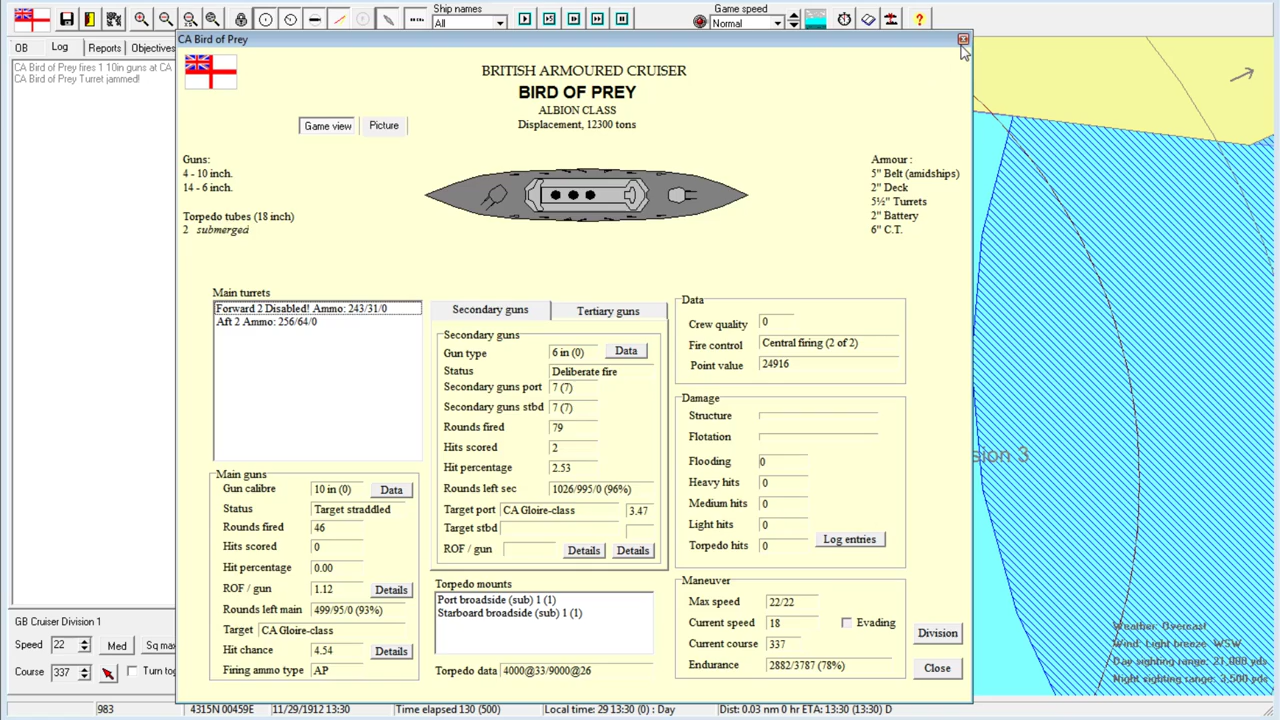 Ship names
All
Game speed
Normal
OB Log Reports Objectives
CA Bird of Prey fires 1 10in guns at CA
CA Bird of Prey Turret jammed!
CA Bird of Prey
BRITISH ARMOURED CRUISER
BIRD OF PREY
ALBION CLASS
Displacement, 12300 tons
Game view Picture
Guns:
4 - 10 inch.
14 - 6 inch.
Torpedo tubes (18 inch)
2 submerged
Armour :
5" Belt (amidships)
2" Deck
5½" Turrets
2" Battery
6" C.T.
Main turrets
Forward 2 Disabled! Ammo: 243/31/0
Aft 2 Ammo: 256/64/0
Main guns
Gun calibre 10 in (0) Data
Status Target straddled
Rounds fired 46
Hits scored 0
Hit percentage 0.00
ROF / gun 1.12 Details
Rounds left main 499/95/0 (93%)
Target CA Gloire-class
Hit chance 4.54 Details
Firing ammo type AP
Secondary guns Tertiary guns
Secondary guns
Gun type 6 in (0) Data
Status Deliberate fire
Secondary guns port 7 (7)
Secondary guns stbd 7 (7)
Rounds fired 79
Hits scored 2
Hit percentage 2.53
Rounds left sec 1026/995/0 (96%)
Target port CA Gloire-class 3.47
Target stbd
ROF / gun Details Details
Torpedo mounts
Port broadside (sub) 1 (1)
Starboard broadside (sub) 1 (1)
Torpedo data 4000@33/9000@26
Data
Crew quality 0
Fire control Central firing (2 of 2)
Point value 24916
Damage
Structure
Flotation
Flooding 0
Heavy hits 0
Medium hits 0
Light hits 0
Torpedo hits 0
Log entries
Maneuver
Max speed 22/22
Current speed 18 Evading
Current course 337
Endurance 2882/3787 (78%)
Division
Close
GB Cruiser Division 1
Speed 22 Med Sq max
Course 337 Turn tog
sion 3
Weather: Overcast
Wind: Light breeze WSW
Day sighting range: 21,000 yds
Night sighting range: 3,500 yds
983 4315N 00459E 11/29/1912 13:30 Time elapsed 130 (500) Local time: 29 13:30 () : Day Dist: 0.03 nm 0 hr ETA: 13:30 (13:30) D